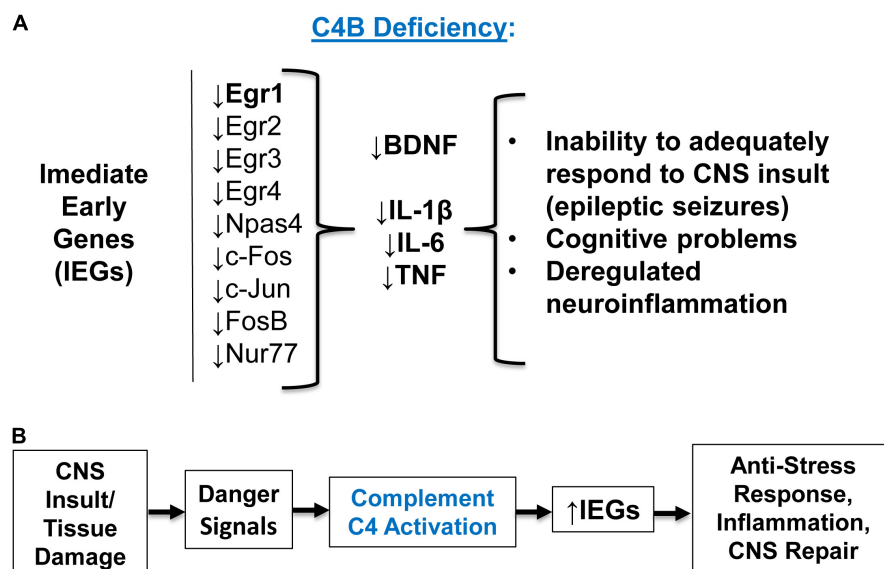 A
C4B Deficiency:
Imediate
Early
Genes
(IEGs)
↓Egr1
↓Egr2
↓Egr3
↓Egr4
↓Npas4
↓c-Fos
↓c-Jun
↓FosB
↓Nur77
↓BDNF
↓IL-1β
↓IL-6
↓TNF
• Inability to adequately
respond to CNS insult
(epileptic seizures)
• Cognitive problems
• Deregulated
neuroinflammation
B
CNS
Insult/
Tissue
Damage
Danger
Signals
Complement
C4 Activation
↑IEGs
Anti-Stress
Response,
Inflammation,
CNS Repair